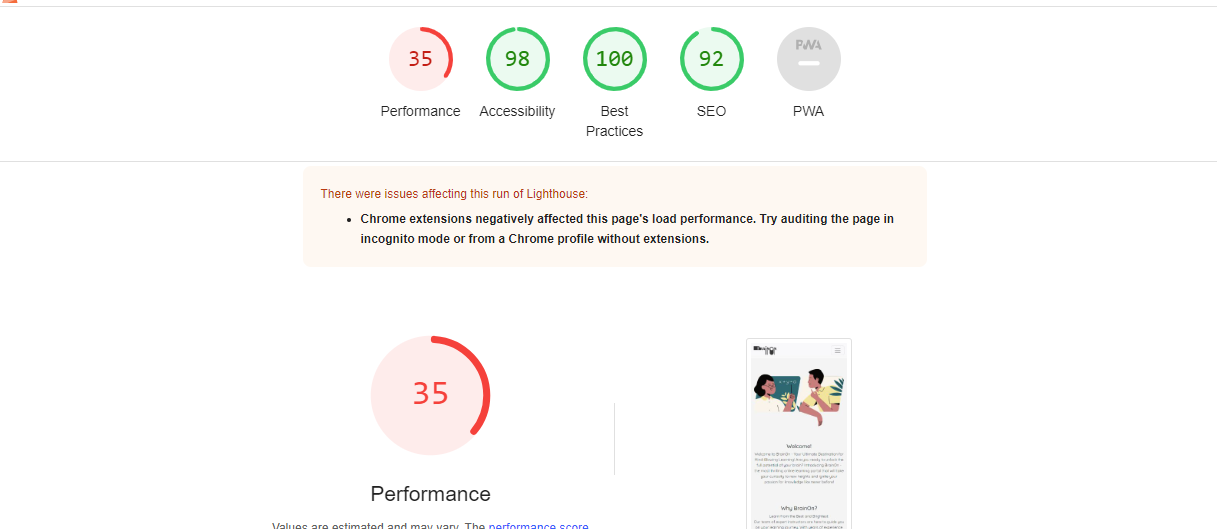 35
98
100
92
PWA
Performance
Accessibility
Best
Practices
SEO
PWA
There were issues affecting this run of Lighthouse:
Chrome extensions negatively affected this page's load performance. Try auditing the page in
incognito mode or from a Chrome profile without extensions.
35
Performance
Values are estimated and may vary. The performance score
Welcome!
Why BrainOn?